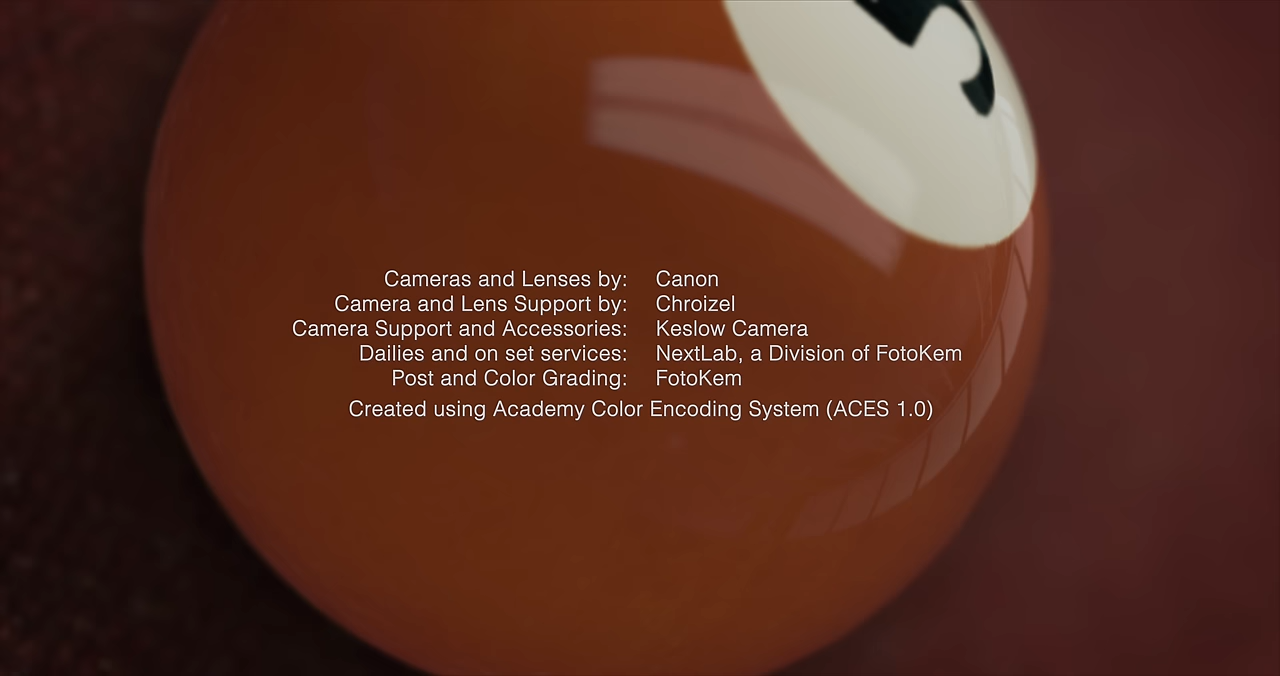 Cameras and Lenses by: Canon
Camera and Lens Support by: Chroizel
Camera Support and Accessories: Keslow Camera
Dailies and on set services: NextLab, a Division of FotoKem
Post and Color Grading: FotoKem
Created using Academy Color Encoding System (ACES 1.0)